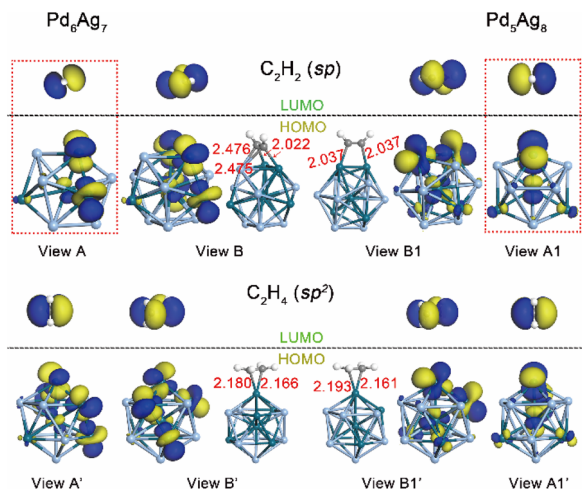 Pd₆Ag₇ Pd₅Ag₈
C₂H₂ (sp)
LUMO
HOMO
2.476 2.022 2.037 2.037
2.475
View A View B View B1 View A1
C₂H₄ (sp²)
LUMO
HOMO
2.180 2.166 2.193 2.161
View A' View B' View B1' View A1'